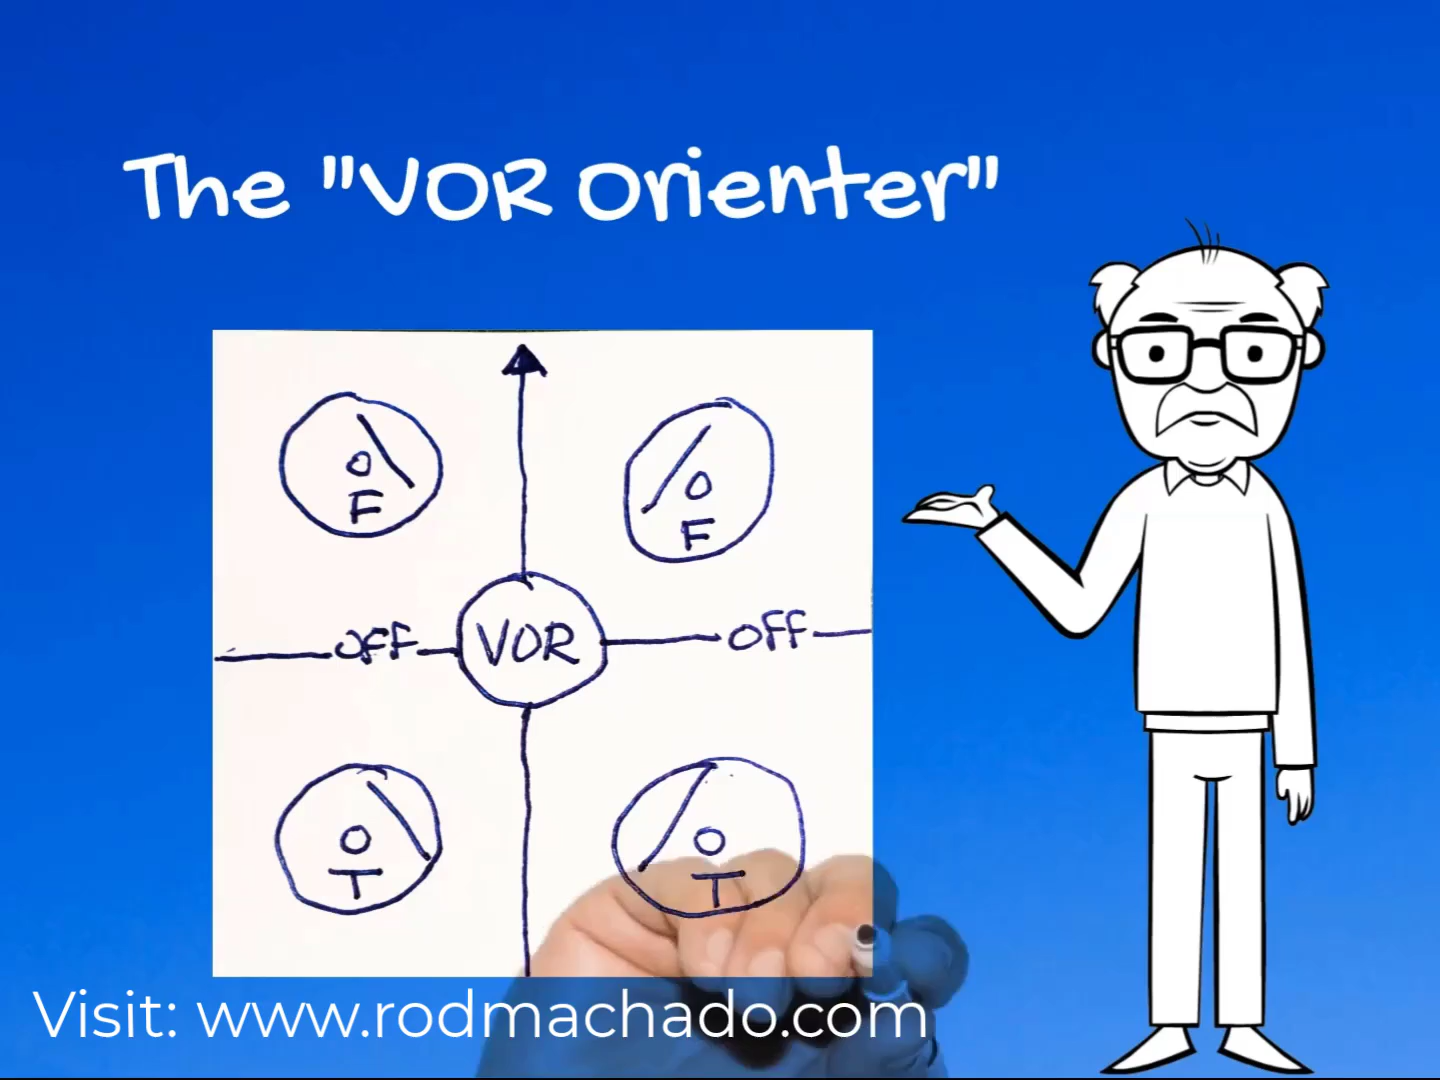 The "VOR Orienter"
F
F
OFF
VOR
OFF
T
T
Visit: www.rodmachado.com